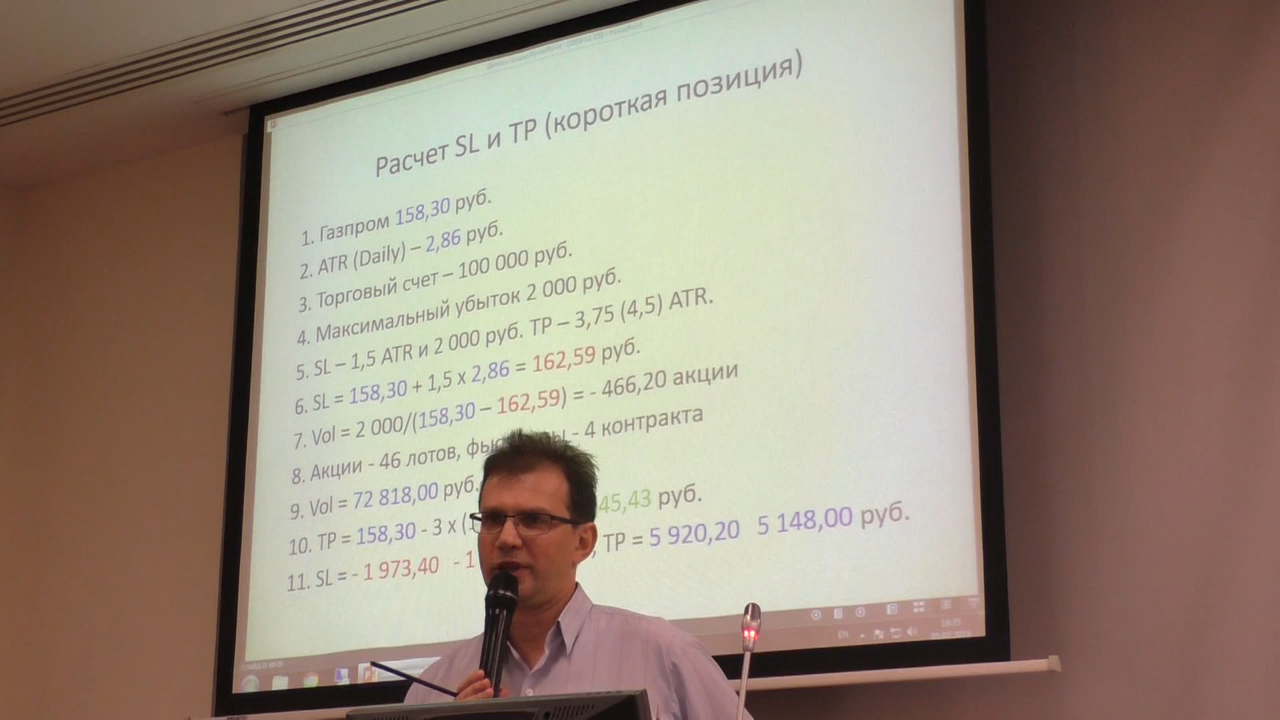 Расчет SL и TP (короткая позиция)
1. Газпром 158,30 руб.
2. ATR (Daily) – 2,86 руб.
3. Торговый счет – 100 000 руб.
4. Максимальный убыток 2 000 руб.
5. SL – 1,5 ATR и 2 000 руб. TP – 3,75 (4,5) ATR.
6. SL = 158,30 + 1,5 x 2,86 = 162,59 руб.
7. Vol = 2 000/(158,30 – 162,59) = - 466,20 акции
8. Акции - 46 лотов, - 4 контракта
9. Vol = 72 818,00 руб.
10. TP = 158,30 - 3 x ( 45,43 руб.
11. SL = - 1 973,40 - 1 , TP = 5 920,20 5 148,00 руб.
EN